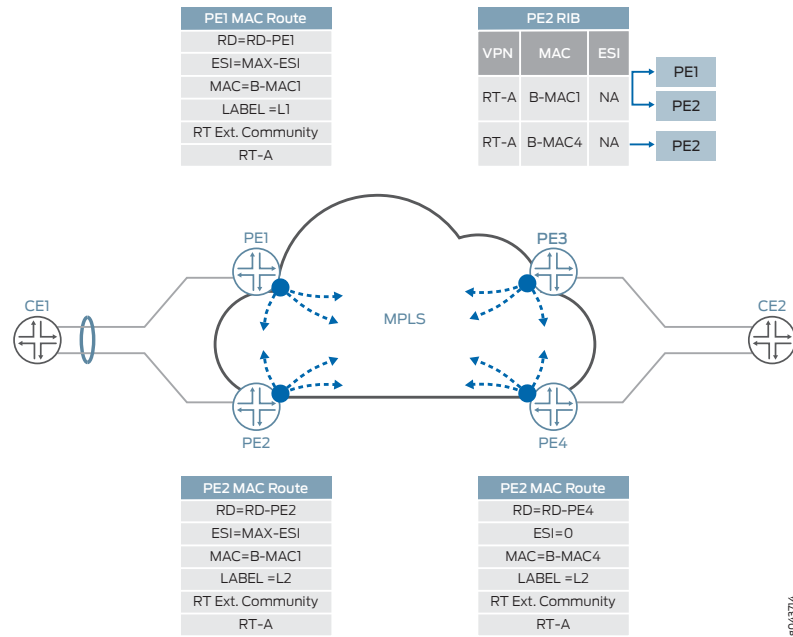 PE1 MAC Route
RD=RD-PE1
ESI=MAX-ESI
MAC=B-MAC1
LABEL =L1
RT Ext. Community
RT-A
PE2 RIB
VPN MAC ESI
RT-A B-MAC1 NA
PE1
PE2
RT-A B-MAC4 NA
PE2
PE1
PE3
CE1
MPLS
CE2
PE2
PE4
PE2 MAC Route
RD=RD-PE2
ESI=MAX-ESI
MAC=B-MAC1
LABEL =L2
RT Ext. Community
RT-A
PE2 MAC Route
RD=RD-PE4
ESI=0
MAC=B-MAC4
LABEL =L2
RT Ext. Community
RT-A
g043714